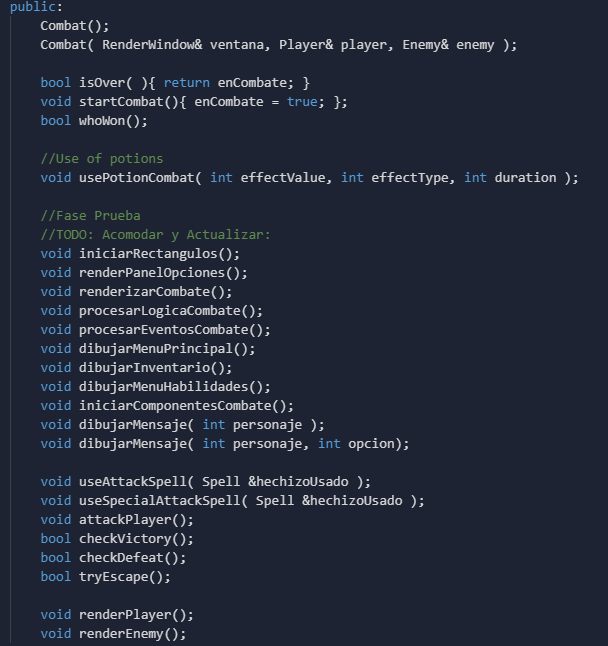 public:
Combat();
Combat( RenderWindow& ventana, Player& player, Enemy& enemy );
bool isOver( ){ return enCombate; }
void startCombat(){ enCombate = true; };
bool whoWon();
//Use of potions
void usePotionCombat( int effectValue, int effectType, int duration );
//Fase Prueba
//TODO: Acomodar y Actualizar:
void iniciarRectangulos();
void renderPanelOpciones();
void renderizarCombate();
void procesarLogicaCombate();
void procesarEventosCombate();
void dibujarMenuPrincipal();
void dibujarInventario();
void dibujarMenuHabilidades();
void iniciarComponentesCombate();
void dibujarMensaje( int personaje );
void dibujarMensaje( int personaje, int opcion);
void useAttackSpell( Spell &hechizoUsado );
void useSpecialAttackSpell( Spell &hechizoUsado );
void attackPlayer();
bool checkVictory();
bool checkDefeat();
bool tryEscape();
void renderPlayer();
void renderEnemy();